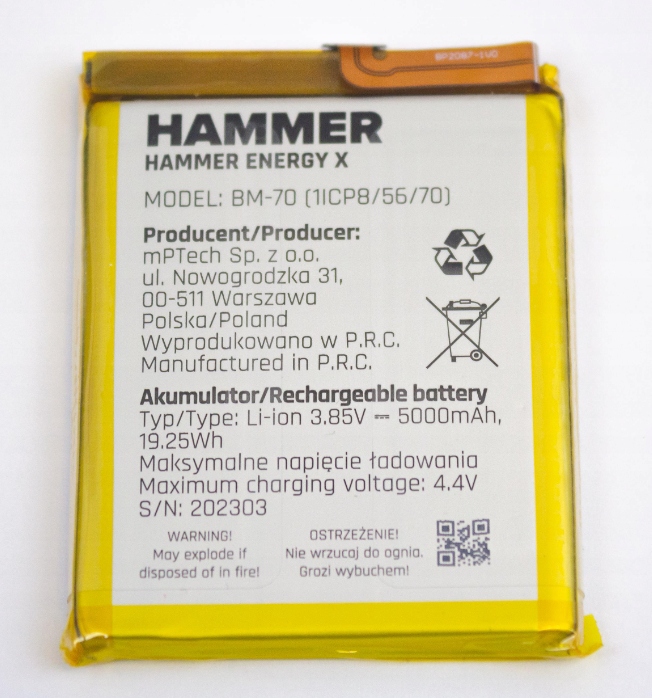 BP20B7-1V0
HAMMER
HAMMER ENERGY X
MODEL: BM-70 (1ICP8/56/70)
Producent/Producer:
mPTech Sp. z o.o.
ul. Nowogrodzka 31,
00-511 Warszawa
Polska/Poland
Wyprodukowano w P.R.C.
Manufactured in P.R.C.
Akumulator/Rechargeable battery
Typ/Type: Li-ion 3.85V ⎓ 5000mAh,
19.25Wh
Maksymalne napięcie ładowania
Maximum charging voltage: 4.4V
S/N: 202303
WARNING!
May explode if
disposed of in fire!
OSTRZEŻENIE!
Nie wrzucaj do ognia.
Grozi wybuchem!